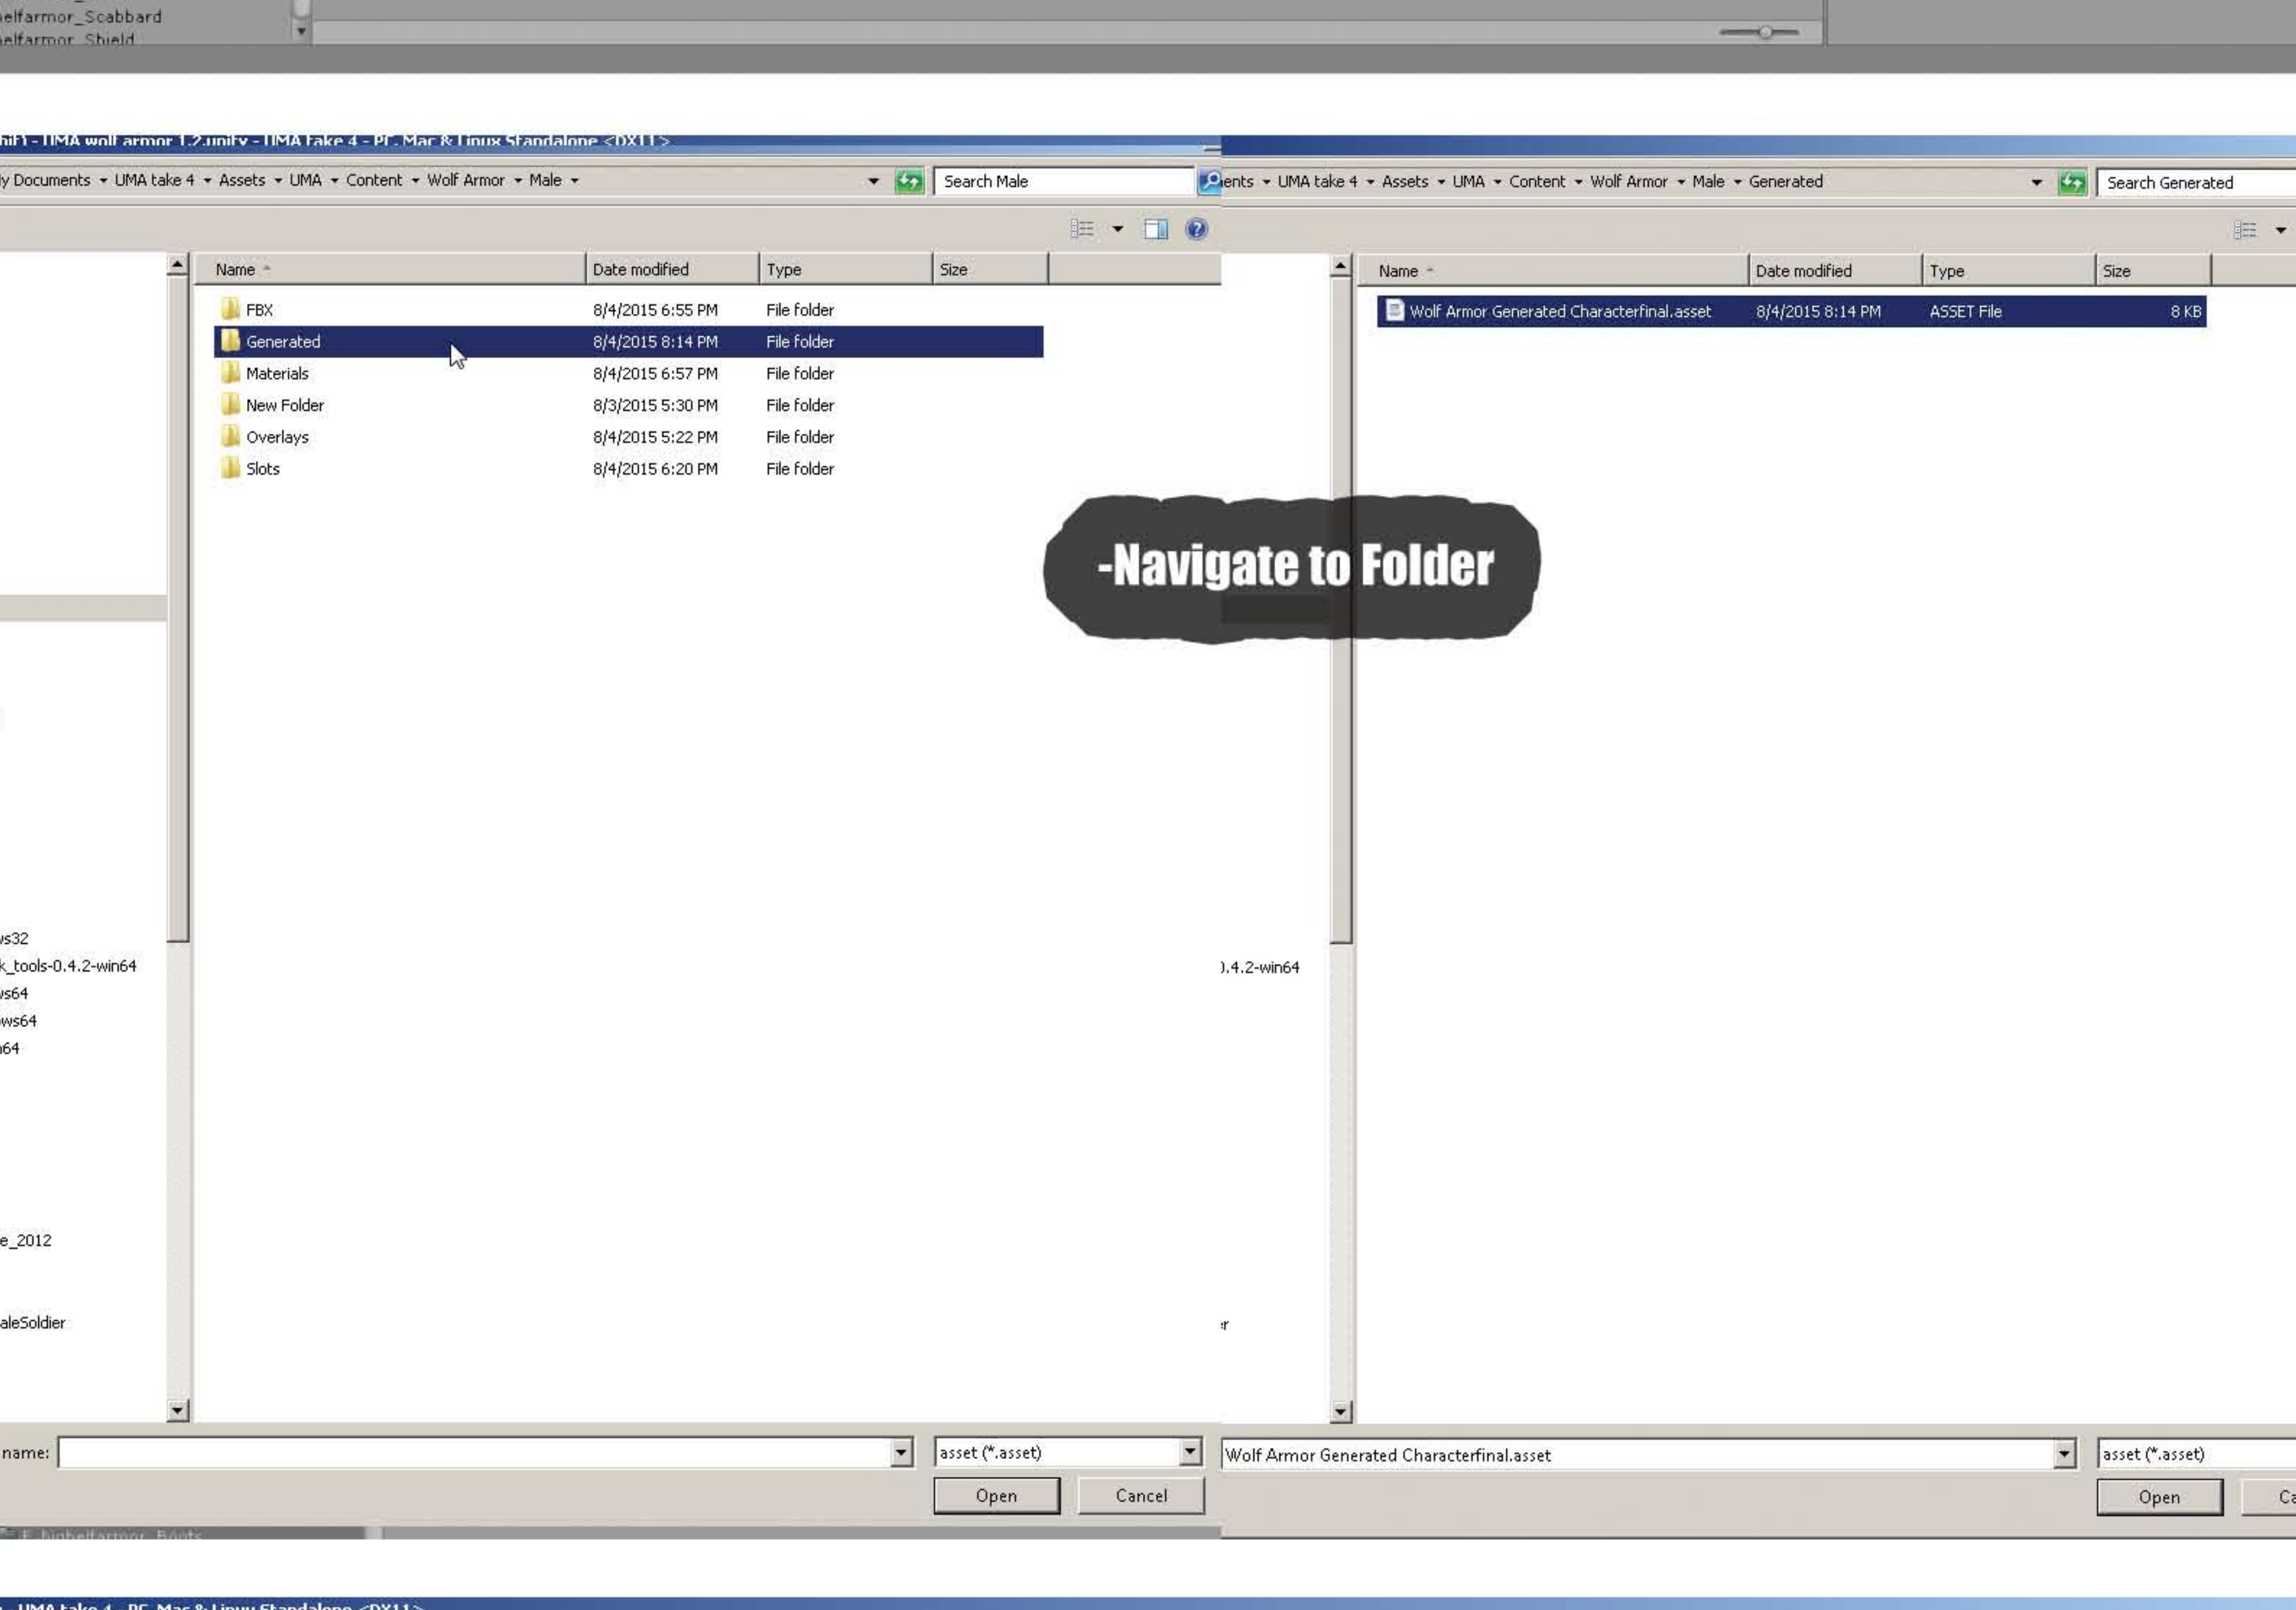 elfarmor_Scabbard
elfarmor_Shield
- UMA wolf armor 1.2.unity - UMA take 4 - PC, Mac & Linux Standalone <DX11>
y Documents UMA take 4 Assets UMA Content Wolf Armor Male
Search Male
ents UMA take 4 Assets UMA Content Wolf Armor Male Generated
Search Generated
Name Date modified Type Size
FBX 8/4/2015 6:55 PM File folder
Generated 8/4/2015 8:14 PM File folder
Materials 8/4/2015 6:57 PM File folder
New Folder 8/3/2015 5:30 PM File folder
Overlays 8/4/2015 5:22 PM File folder
Slots 8/4/2015 6:20 PM File folder
Name Date modified Type Size
Wolf Armor Generated Characterfinal.asset 8/4/2015 8:14 PM ASSET File 8 KB
-Navigate to Folder
s32
k_tools-0.4.2-win64
s64
ws64
64
e_2012
aleSoldier
.4.2-win64
r
name:
asset (*.asset)
Open Cancel
Wolf Armor Generated Characterfinal.asset
asset (*.asset)
Open Ca
F_highelfarmor_Boots
- UMA take 4 - PC, Mac & Linux Standalone <DX11>